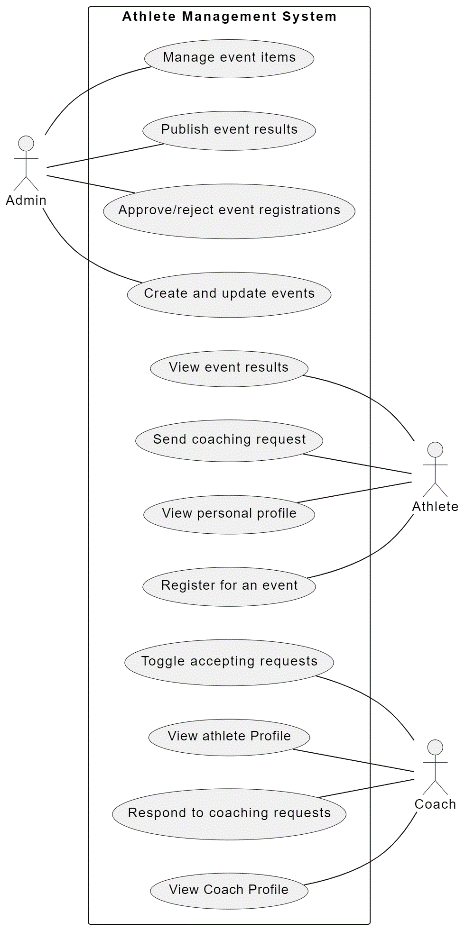 Athlete Management System
Manage event items
Publish event results
Admin
Approve/reject event registrations
Create and update events
View event results
Send coaching request
Athlete
View personal profile
Register for an event
Toggle accepting requests
View athlete Profile
Coach
Respond to coaching requests
View Coach Profile